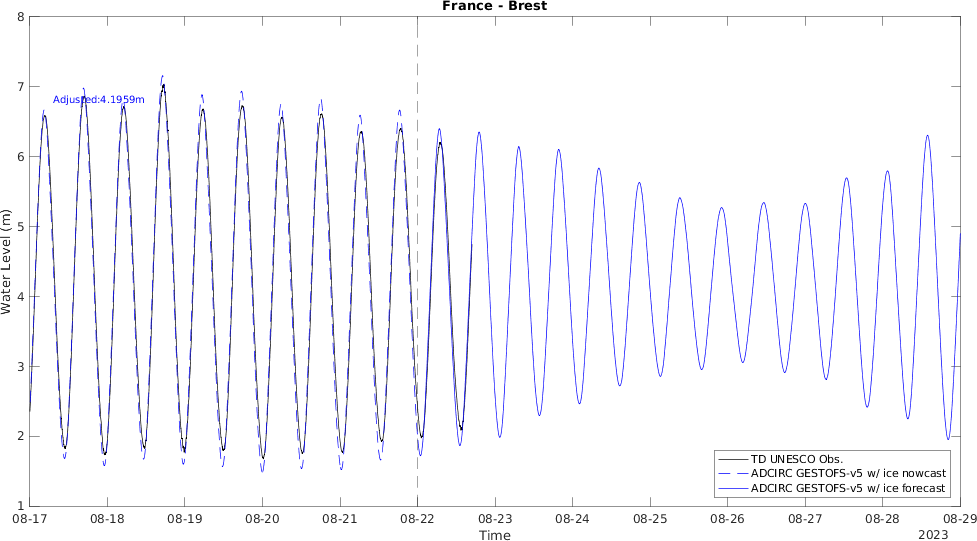 France - Brest
8
7
6
5
4
3
2
1
Water Level (m)
Adjusted:4.1959m
TD UNESCO Obs.
ADCIRC GESTOFS-v5 w/ ice nowcast
ADCIRC GESTOFS-v5 w/ ice forecast
08-17 08-18 08-19 08-20 08-21 08-22 08-23 08-24 08-25 08-26 08-27 08-28 08-29
Time
2023